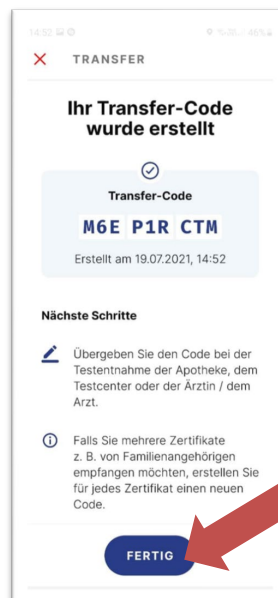 14:52
46%
TRANSFER
Ihr Transfer-Code
wurde erstellt
Transfer-Code
M6E P1R CTM
Erstellt am 19.07.2021, 14:52
Nächste Schritte
Übergeben Sie den Code bei der
Testentnahme der Apotheke, dem
Testcenter oder der Ärztin / dem
Arzt.
Falls Sie mehrere Zertifikate
z. B. von Familienangehörigen
empfangen möchten, erstellen Sie
für jedes Zertifikat einen neuen
Code.
FERTIG